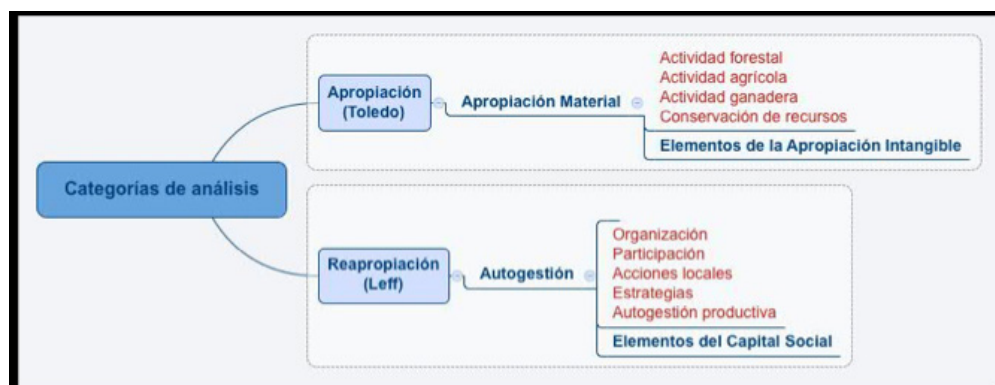 Categorías de análisis
Apropiación
(Toledo)
Apropiación Material
Actividad forestal
Actividad agrícola
Actividad ganadera
Conservación de recursos
Elementos de la Apropiación Intangible
Reapropiación
(Leff)
Autogestión
Organización
Participación
Acciones locales
Estrategias
Autogestión productiva
Elementos del Capital Social